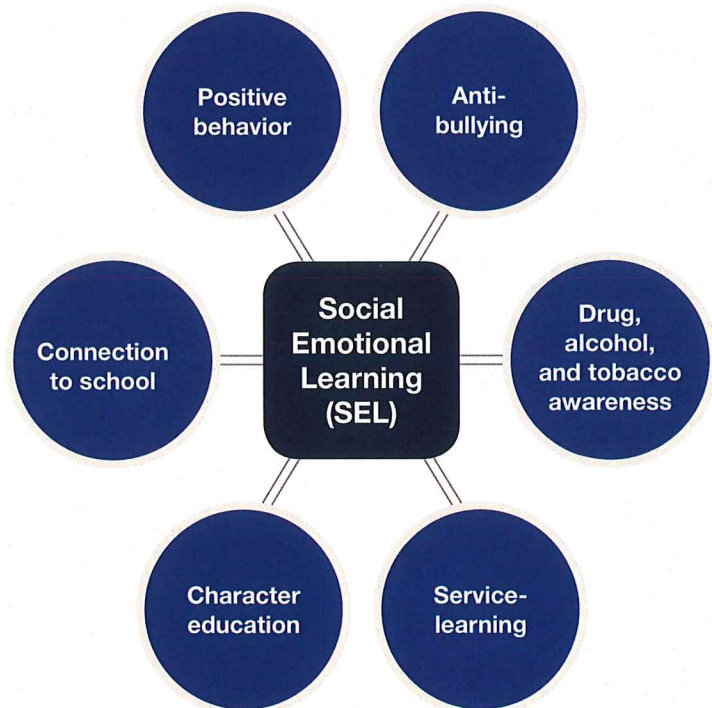 Positive
behavior
Anti-
bullying
Connection
to school
Social
Emotional
Learning
(SEL)
Drug,
alcohol,
and tobacco
awareness
Character
education
Service-
learning